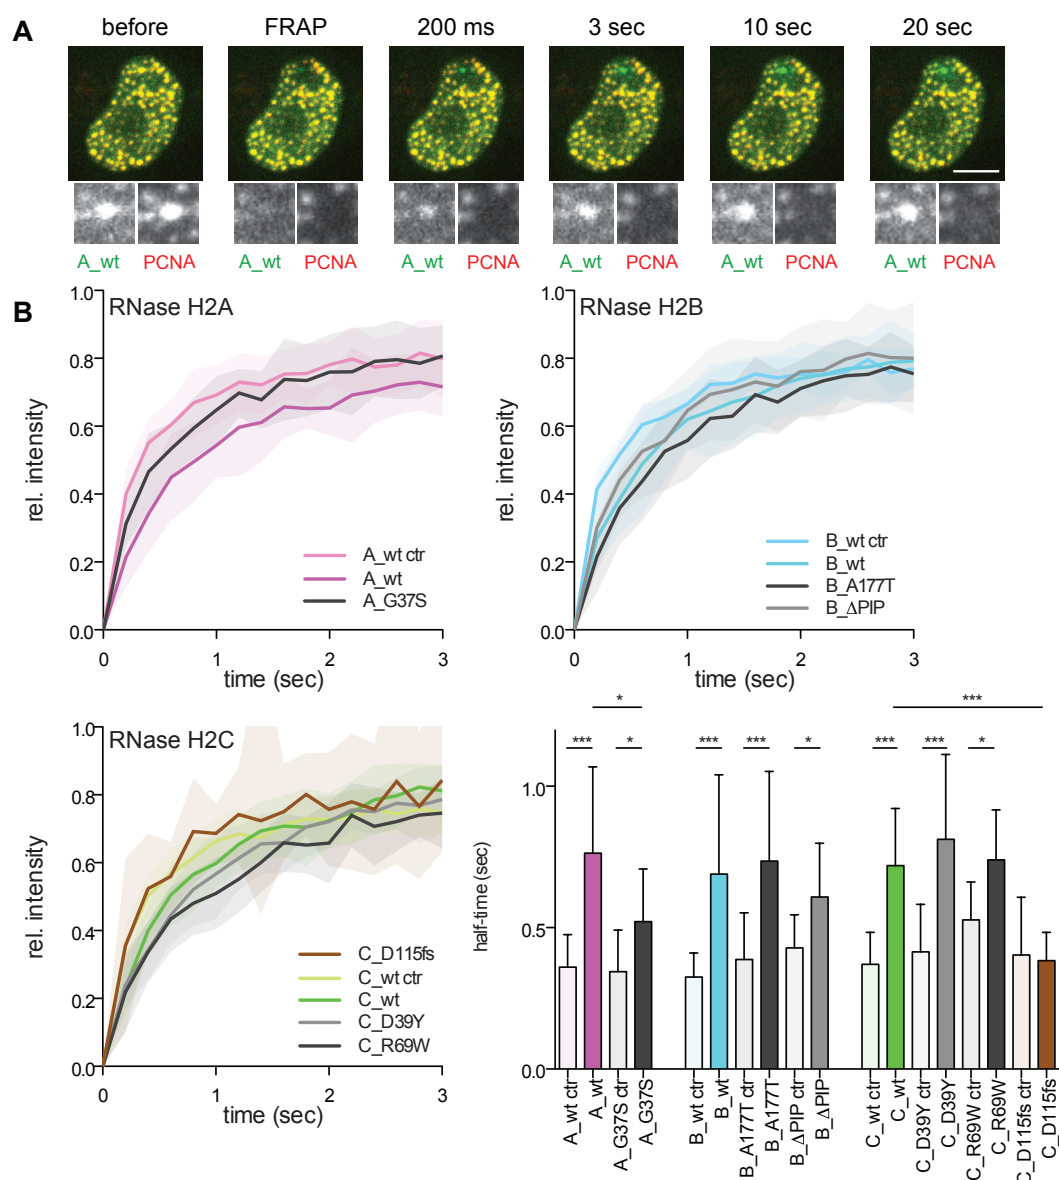 A
before FRAP 200 ms 3 sec 10 sec 20 sec
A_wt PCNA A_wt PCNA A_wt PCNA A_wt PCNA A_wt PCNA A_wt PCNA
B
RNase H2A
1.0
0.8
0.6
0.4
0.2
0.0
rel. intensity
A_wt ctr
A_wt
A_G37S
0 1 2 3
time (sec)
RNase H2B
1.0
0.8
0.6
0.4
0.2
0.0
rel. intensity
B_wt ctr
B_wt
B_A177T
B_ΔPIP
0 1 2 3
time (sec)
RNase H2C
1.0
0.8
0.6
0.4
0.2
0.0
rel. intensity
C_D115fs
C_wt ctr
C_wt
C_D39Y
C_R69W
0 1 2 3
time (sec)
* ***
*** * *** *** * *** *** *
1.0
0.5
0.0
half-time (sec)
A_wt ctr
A_wt
A_G37S ctr
A_G37S
B_wt ctr
B_wt
B_A177T ctr
B_A177T
B_ΔPIP ctr
B_ΔPIP
C_wt ctr
C_wt
C_D39Y ctr
C_D39Y
C_R69W ctr
C_R69W
C_D115fs ctr
C_D115fs